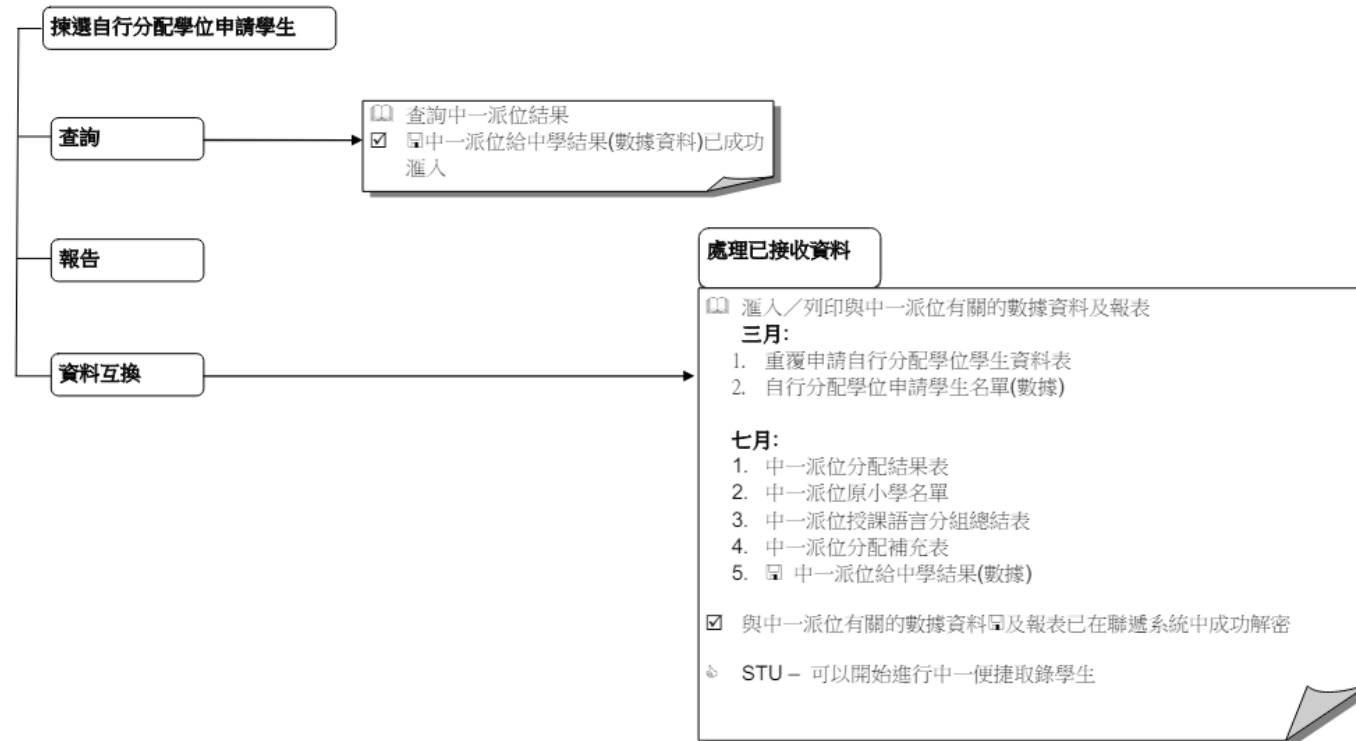 揀選自行分配學位申請學生
查詢
🕮 查詢中一派位結果
☑ 🖫中一派位給中學結果(數據資料)已成功
滙入
報告
資料互換
處理已接收資料
🕮 滙入／列印與中一派位有關的數據資料及報表
三月:
1. 重覆申請自行分配學位學生資料表
2. 自行分配學位申請學生名單(數據)
七月:
1. 中一派位分配結果表
2. 中一派位原小學名單
3. 中一派位授課語言分組總結表
4. 中一派位分配補充表
5. 🖫 中一派位給中學結果(數據)
☑ 與中一派位有關的數據資料🖫及報表已在聯遞系統中成功解密
STU – 可以開始進行中一便捷取錄學生